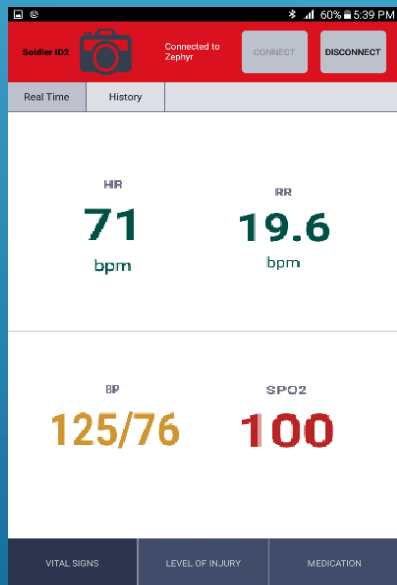 60% 5:39 PM
Soldier ID2
Connected to
Zephyr
CONNECT
DISCONNECT
Real Time
History
HR
71
bpm
RR
19.6
bpm
BP
125/76
SPO2
100
VITAL SIGNS
LEVEL OF INJURY
MEDICATION